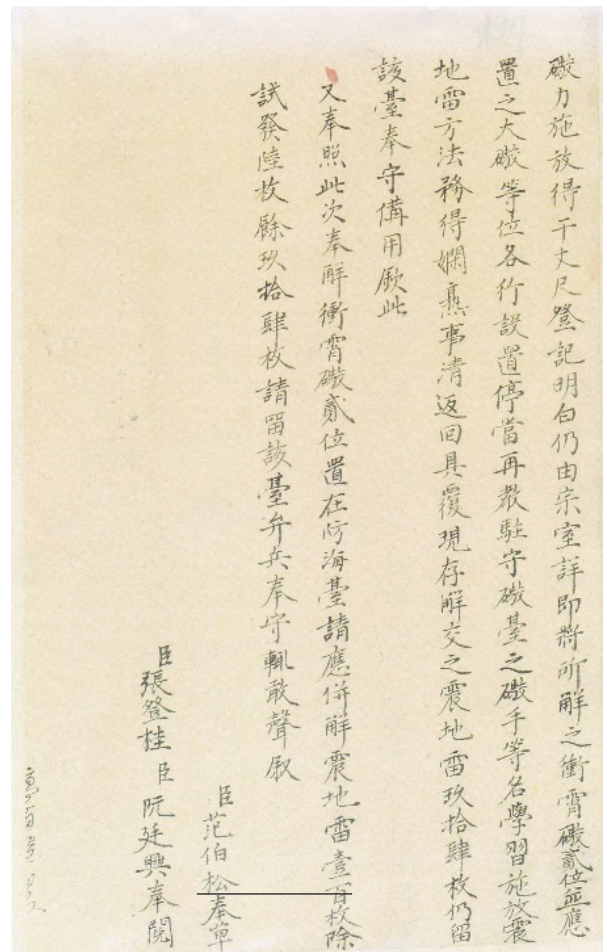 礮力施放得干丈尺登記明白仍由宗室詳即將所解之衝霄礮貳位並應
置之大礮等位各行設置停當再教駐守礮臺之礮手等名學習施放震
地雷方法務得嫻熟事清返回具覆現存解交之震地雷玖拾肆枚仍留
該臺奉守備用欽此
又奉照此次奉解衝霄礮貳位置在防海臺請應併解震地雷壹百枚除
試發陸枚餘玖拾肆枚請留該臺弁兵奉守輒敢聲敘
臣范伯松奉草
臣張登桂臣阮廷興奉閱